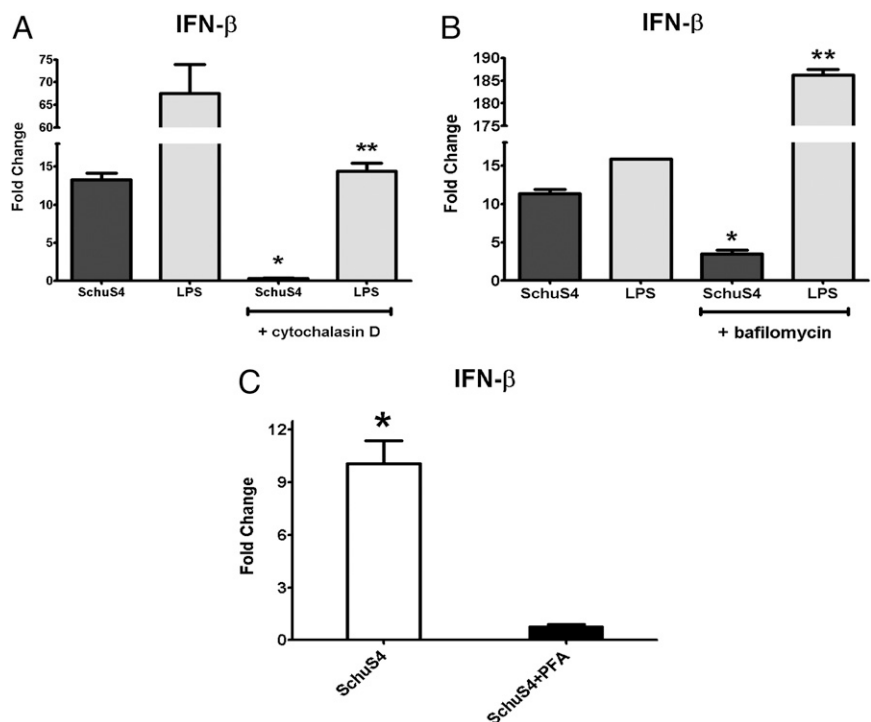 A
IFN-β
Fold Change
75
70
65
60
15
10
5
0
*
**
SchuS4 LPS SchuS4 LPS
+ cytochalasin D
B
IFN-β
Fold Change
190
185
180
175
15
10
5
0
*
**
SchuS4 LPS SchuS4 LPS
+ bafilomycin
C
IFN-β
Fold Change
12
9
6
3
0
*
SchuS4
SchuS4+PFA